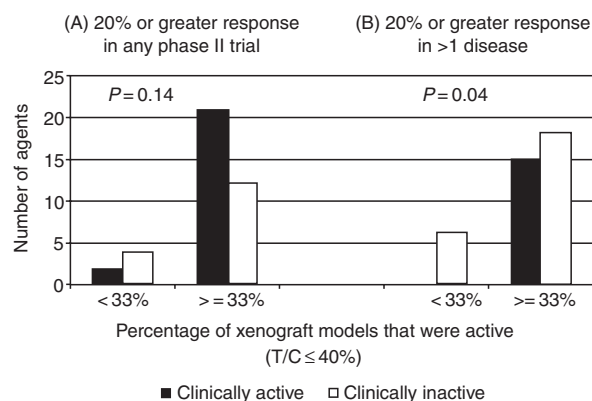 (A) 20% or greater response
in any phase II trial
(B) 20% or greater response
in >1 disease
P=0.14
P=0.04
Number of agents
25
20
15
10
5
0
<33%
>=33%
<33%
>=33%
Percentage of xenograft models that were active
(T/C≤40%)
Clinically active
Clinically inactive